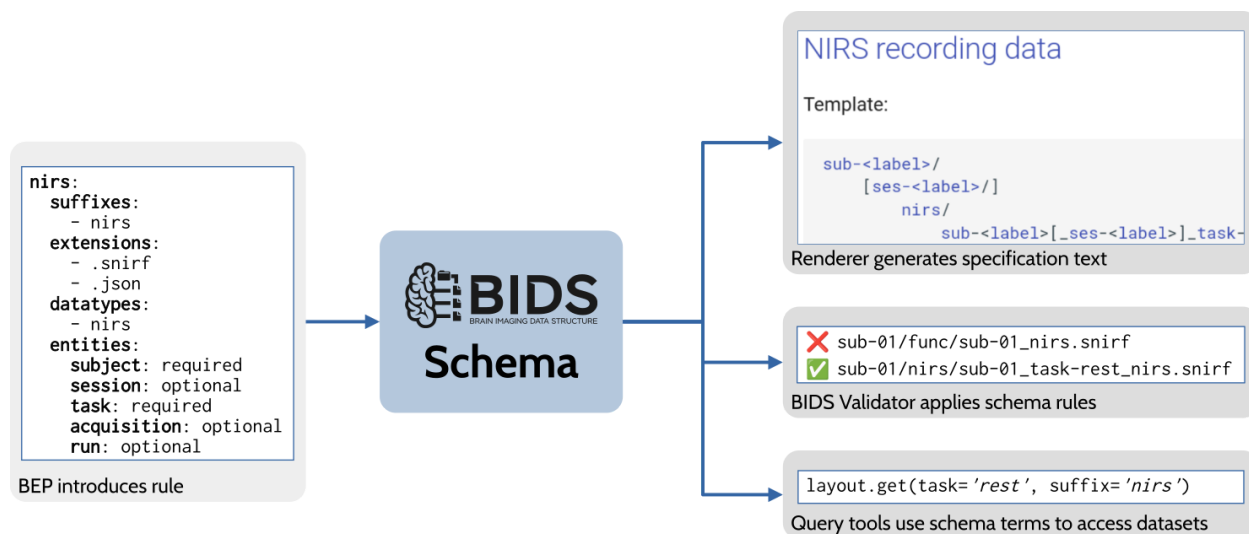 nirs:
suffixes:
- nirs
extensions:
- .snirf
- .json
datatypes:
- nirs
entities:
subject: required
session: optional
task: required
acquisition: optional
run: optional
BEP introduces rule
BIDS
BRAIN IMAGING DATA STRUCTURE
Schema
NIRS recording data
Template:
sub-<label>/
[ses-<label>/]
nirs/
sub-<label>[_ses-<label>]_task-
Renderer generates specification text
❌ sub-01/func/sub-01_nirs.snirf
✅ sub-01/nirs/sub-01_task-rest_nirs.snirf
BIDS Validator applies schema rules
layout.get(task='rest', suffix='nirs')
Query tools use schema terms to access datasets